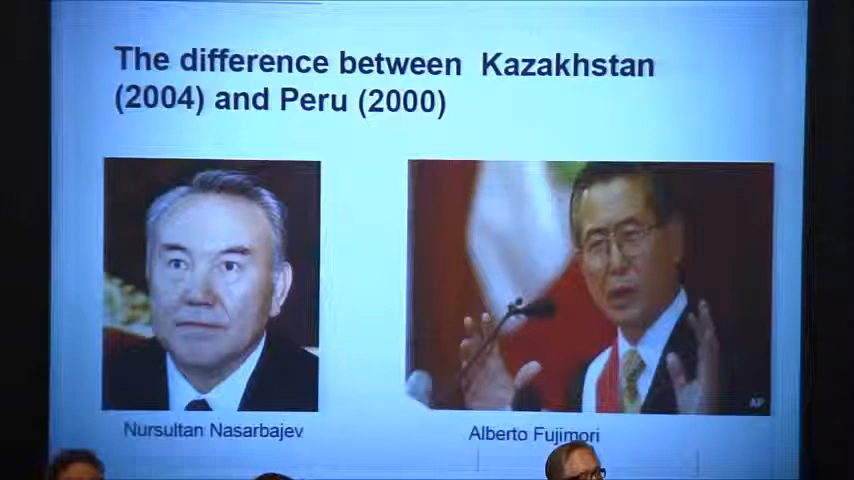 The difference between Kazakhstan
(2004) and Peru (2000)
AP
Nursultan Nasarbajev
Alberto Fujimori